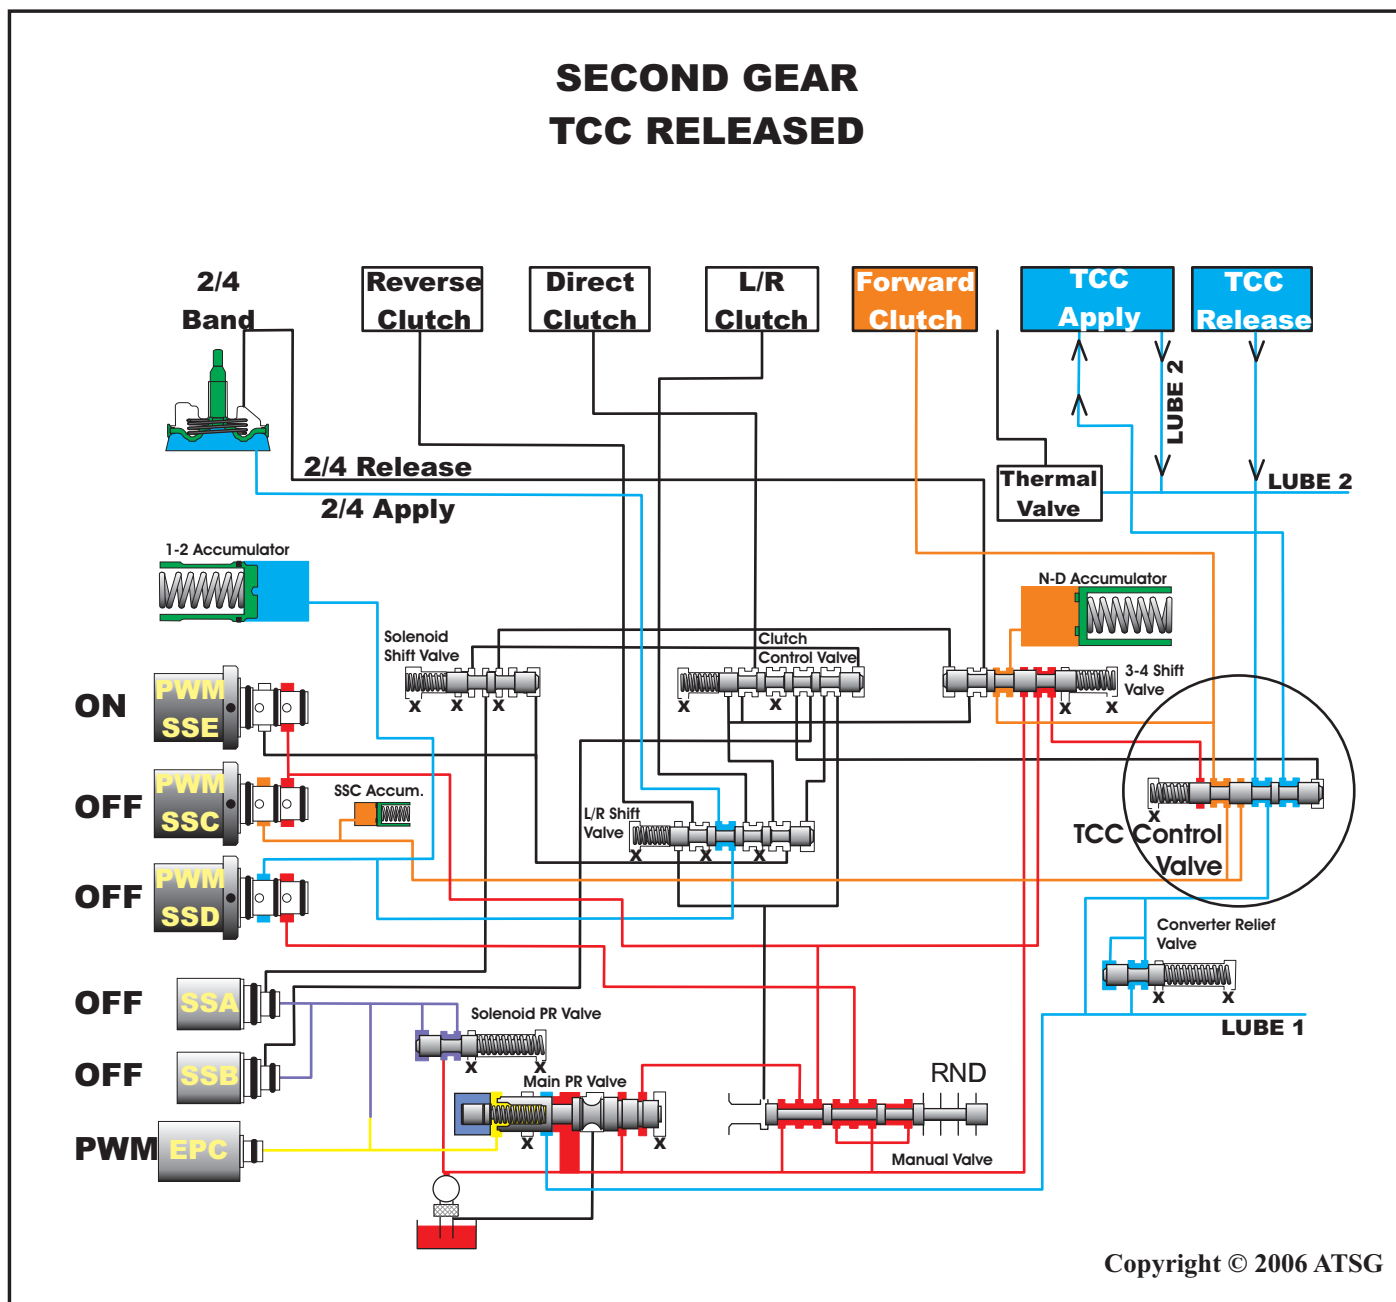 SECOND GEAR
TCC RELEASED
2/4
Band
Reverse
Clutch
Direct
Clutch
L/R
Clutch
Forward
Clutch
TCC
Apply
TCC
Release
LUBE 2
2/4 Release
2/4 Apply
Thermal
Valve
LUBE 2
1-2 Accumulator
N-D Accumulator
Solenoid
Shift Valve
Clutch
Control Valve
3-4 Shift
Valve
X
X
X
X
X
X
X
ON
PWM
SSE
OFF
PWM
SSC
SSC Accum.
L/R Shift
Valve
X
X
X
X
TCC Control
Valve
OFF
PWM
SSD
Converter Relief
Valve
X
X
LUBE 1
OFF
SSA
Solenoid PR Valve
X
X
OFF
SSB
Main PR Valve
X
X
RND
Manual Valve
PWM
EPC
Copyright © 2006 ATSG